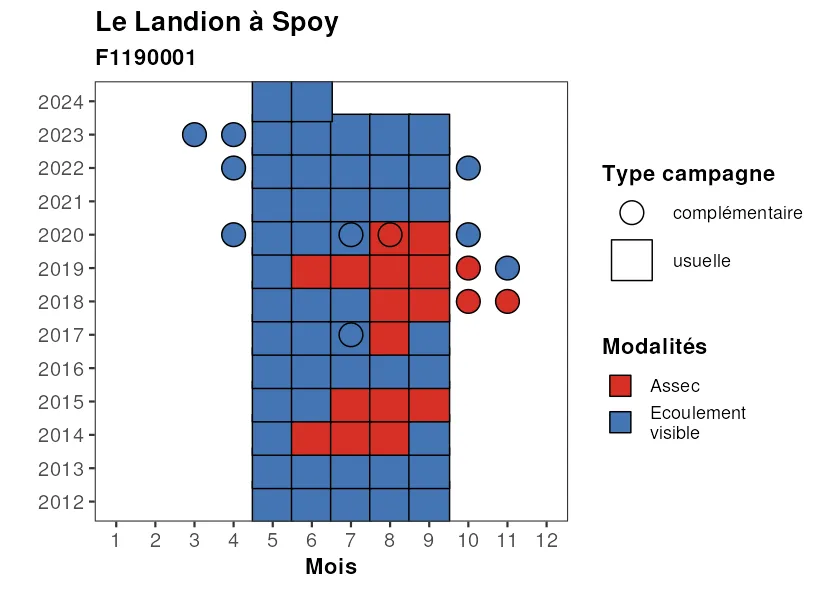 Le Landion à Spoy
F1190001
2024
2023
2022
2021
2020
2019
2018
2017
2016
2015
2014
2013
2012
1 2 3 4 5 6 7 8 9 10 11 12
Mois
Type campagne
complémentaire
usuelle
Modalités
Assec
Ecoulement
visible